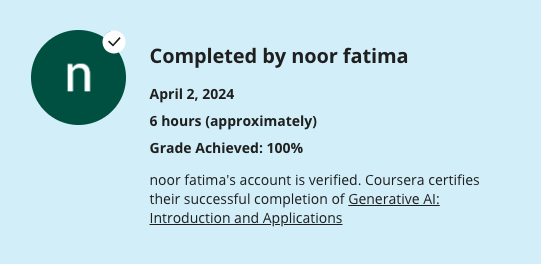 n
Completed by noor fatima
April 2, 2024
6 hours (approximately)
Grade Achieved: 100%
noor fatima's account is verified. Coursera certifies
their successful completion of Generative AI:
Introduction and Applications